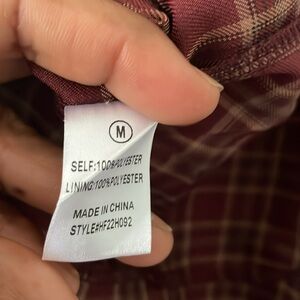 M
SELF:100%POLYESTER
LINING:100%POLYESTER
MADE IN CHINA
STYLE#HF22H092